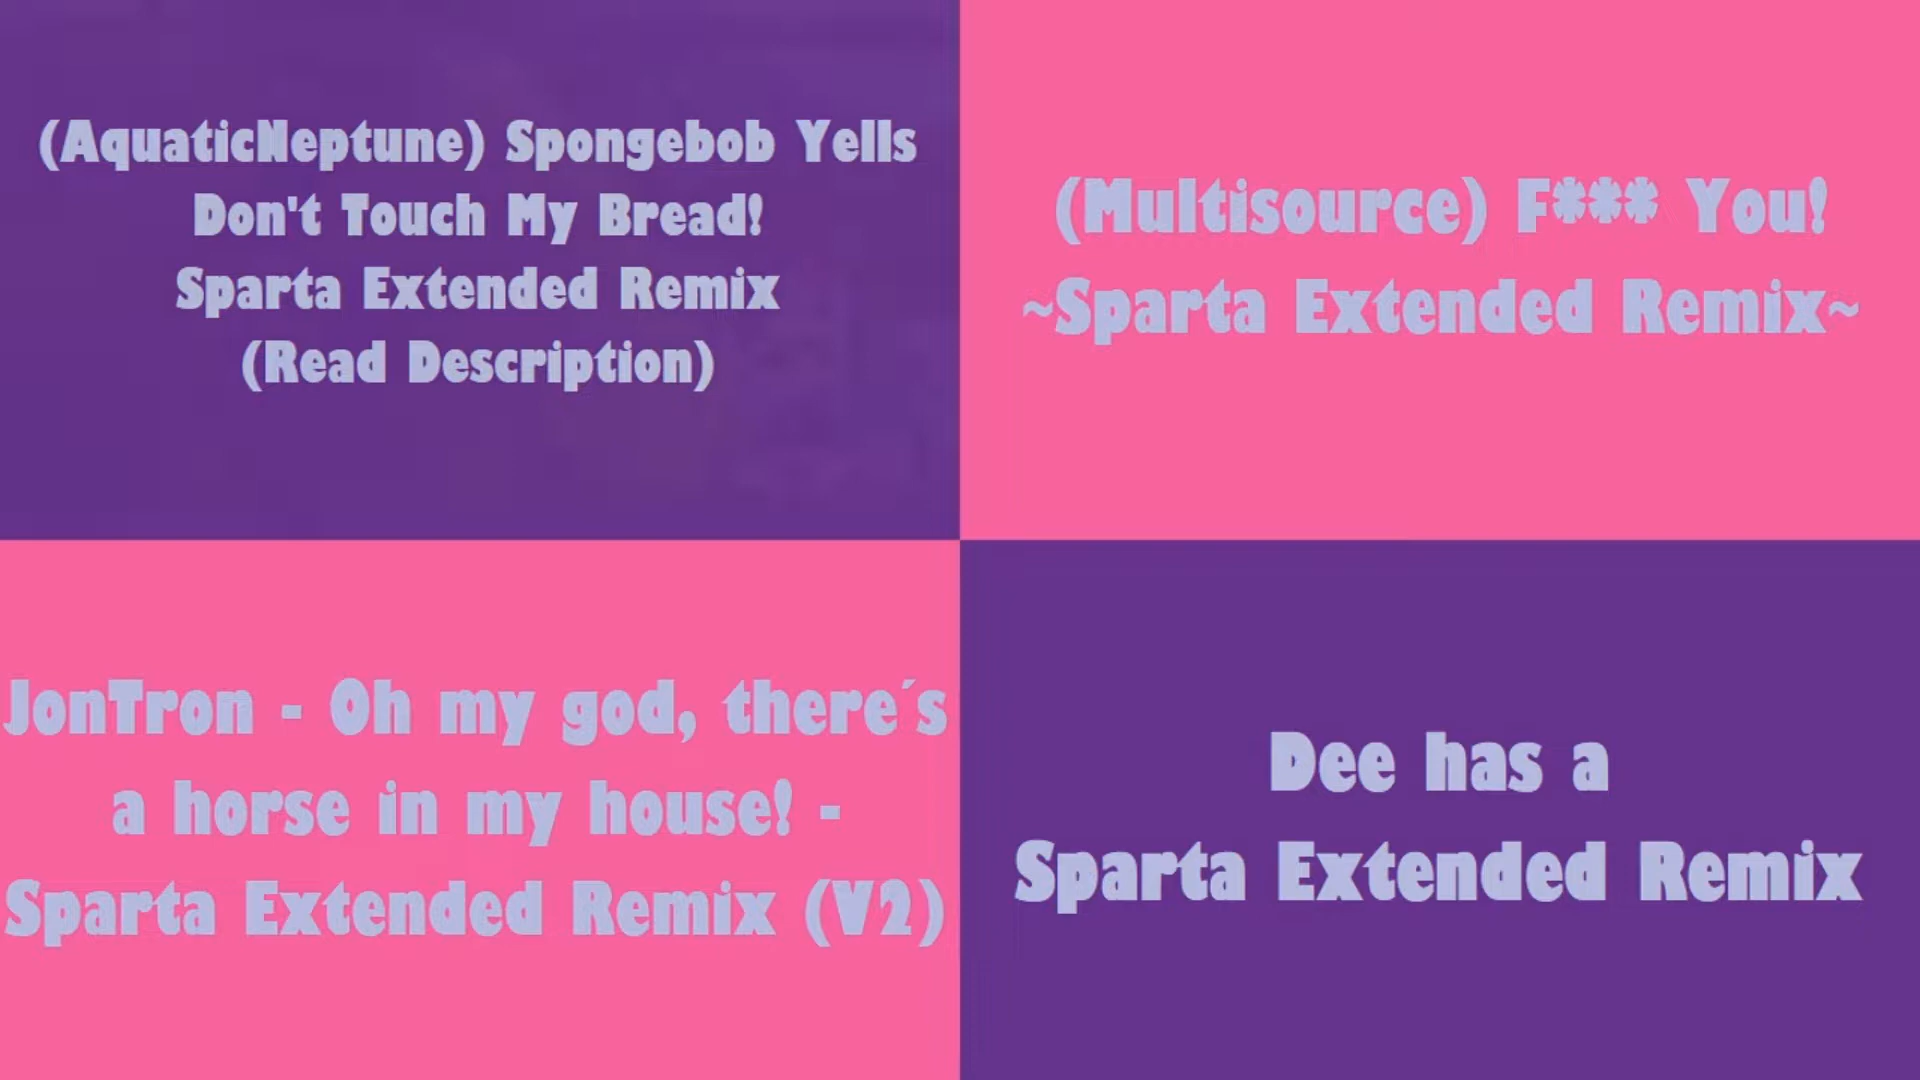 (AquaticNeptune) Spongebob Yells
Don't Touch My Bread!
Sparta Extended Remix
(Read Description)
(Multisource) F*** You!
~Sparta Extended Remix~
JonTron - Oh my god, there´s
a horse in my house! -
Sparta Extended Remix (V2)
Dee has a
Sparta Extended Remix